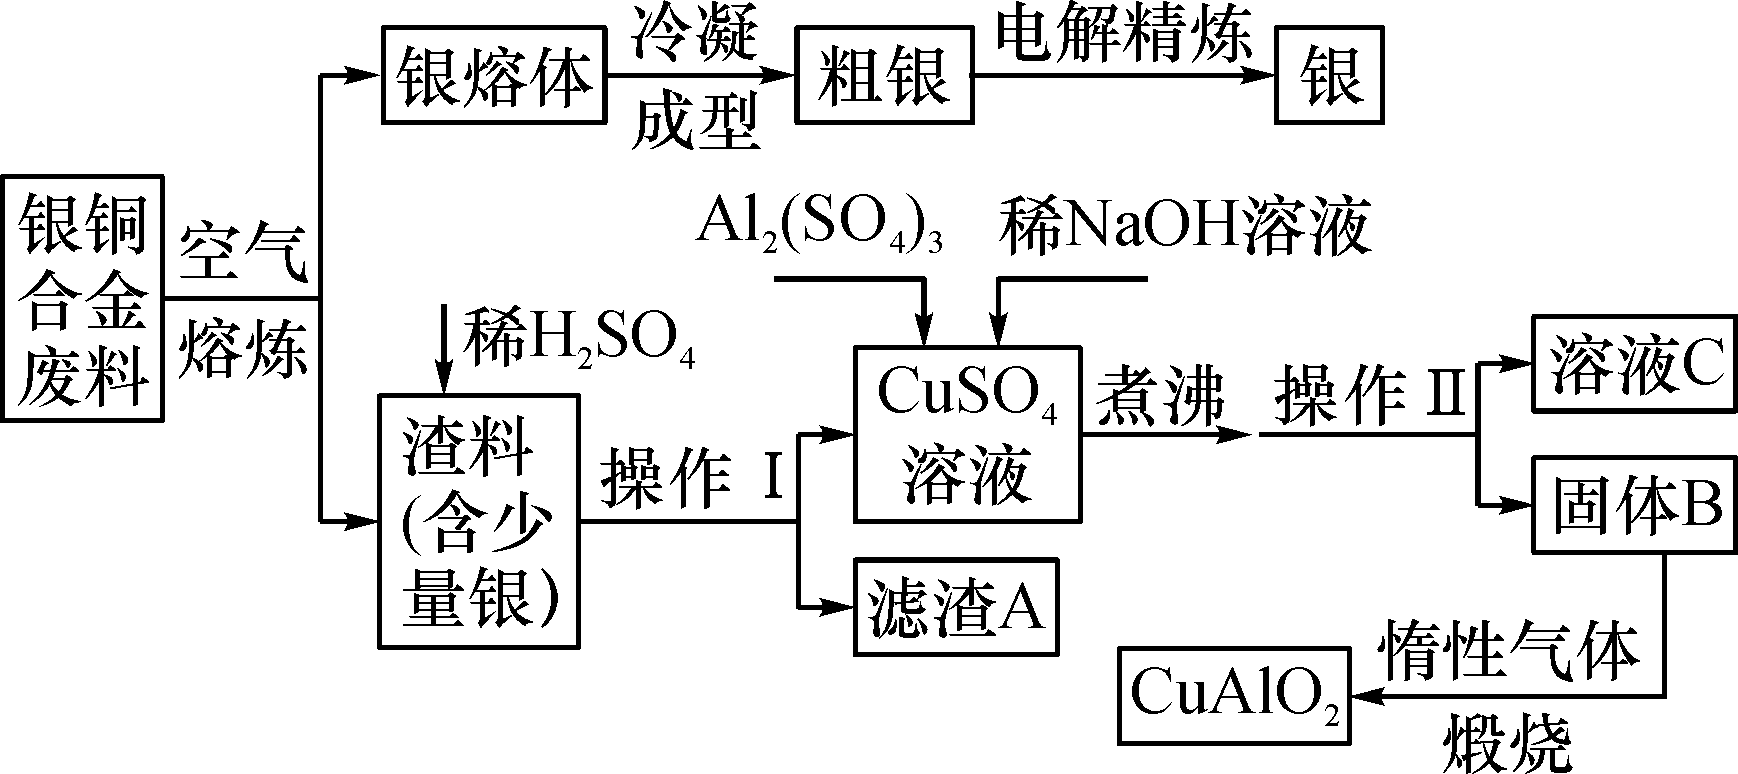 银铜
合金
废料
空气
熔炼
银熔体
冷凝
成型
粗银
电解精炼
银
稀H₂SO₄
渣料
(含少
量银)
操作Ⅰ
Al₂(SO₄)₃
稀NaOH溶液
CuSO₄
溶液
滤渣A
煮沸
操作Ⅱ
溶液C
固体B
惰性气体
煅烧
CuAlO₂